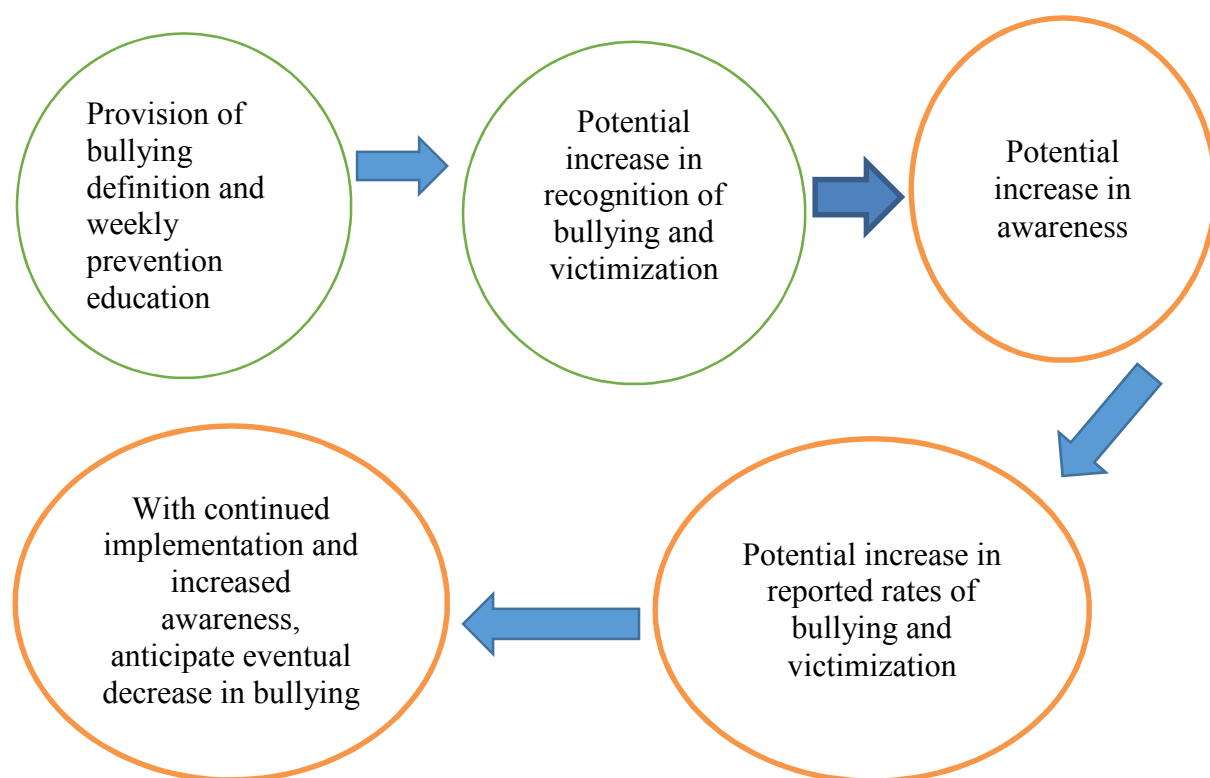 Provision of
bullying
definition and
weekly
prevention
education
Potential
increase in
recognition of
bullying and
victimization
Potential
increase in
awareness
Potential increase in
reported rates of
bullying and
victimization
With continued
implementation and
increased
awareness,
anticipate eventual
decrease in bullying